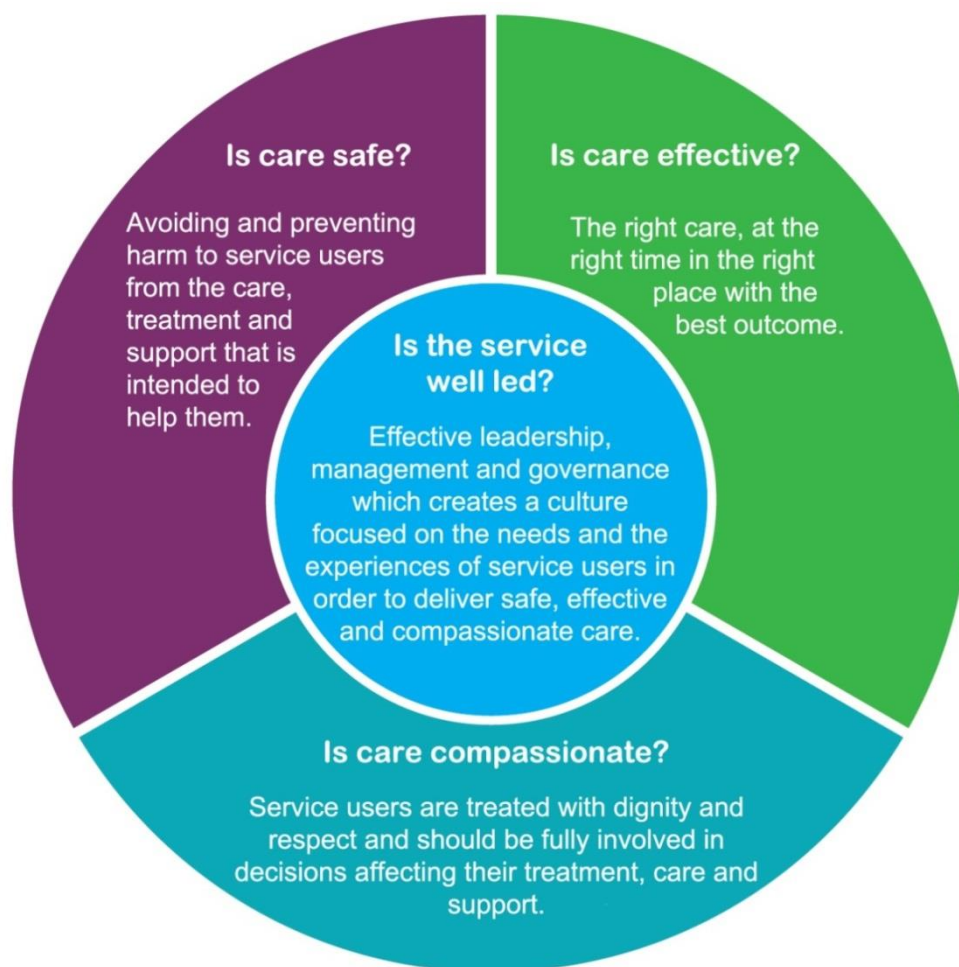 Is care safe?
Avoiding and preventing
harm to service users
from the care,
treatment and
support that is
intended to
help them.
Is care effective?
The right care, at the
right time in the right
place with the
best outcome.
Is the service
well led?
Effective leadership,
management and governance
which creates a culture
focused on the needs and the
experiences of service users in
order to deliver safe, effective
and compassionate care.
Is care compassionate?
Service users are treated with dignity and
respect and should be fully involved in
decisions affecting their treatment, care and
support.